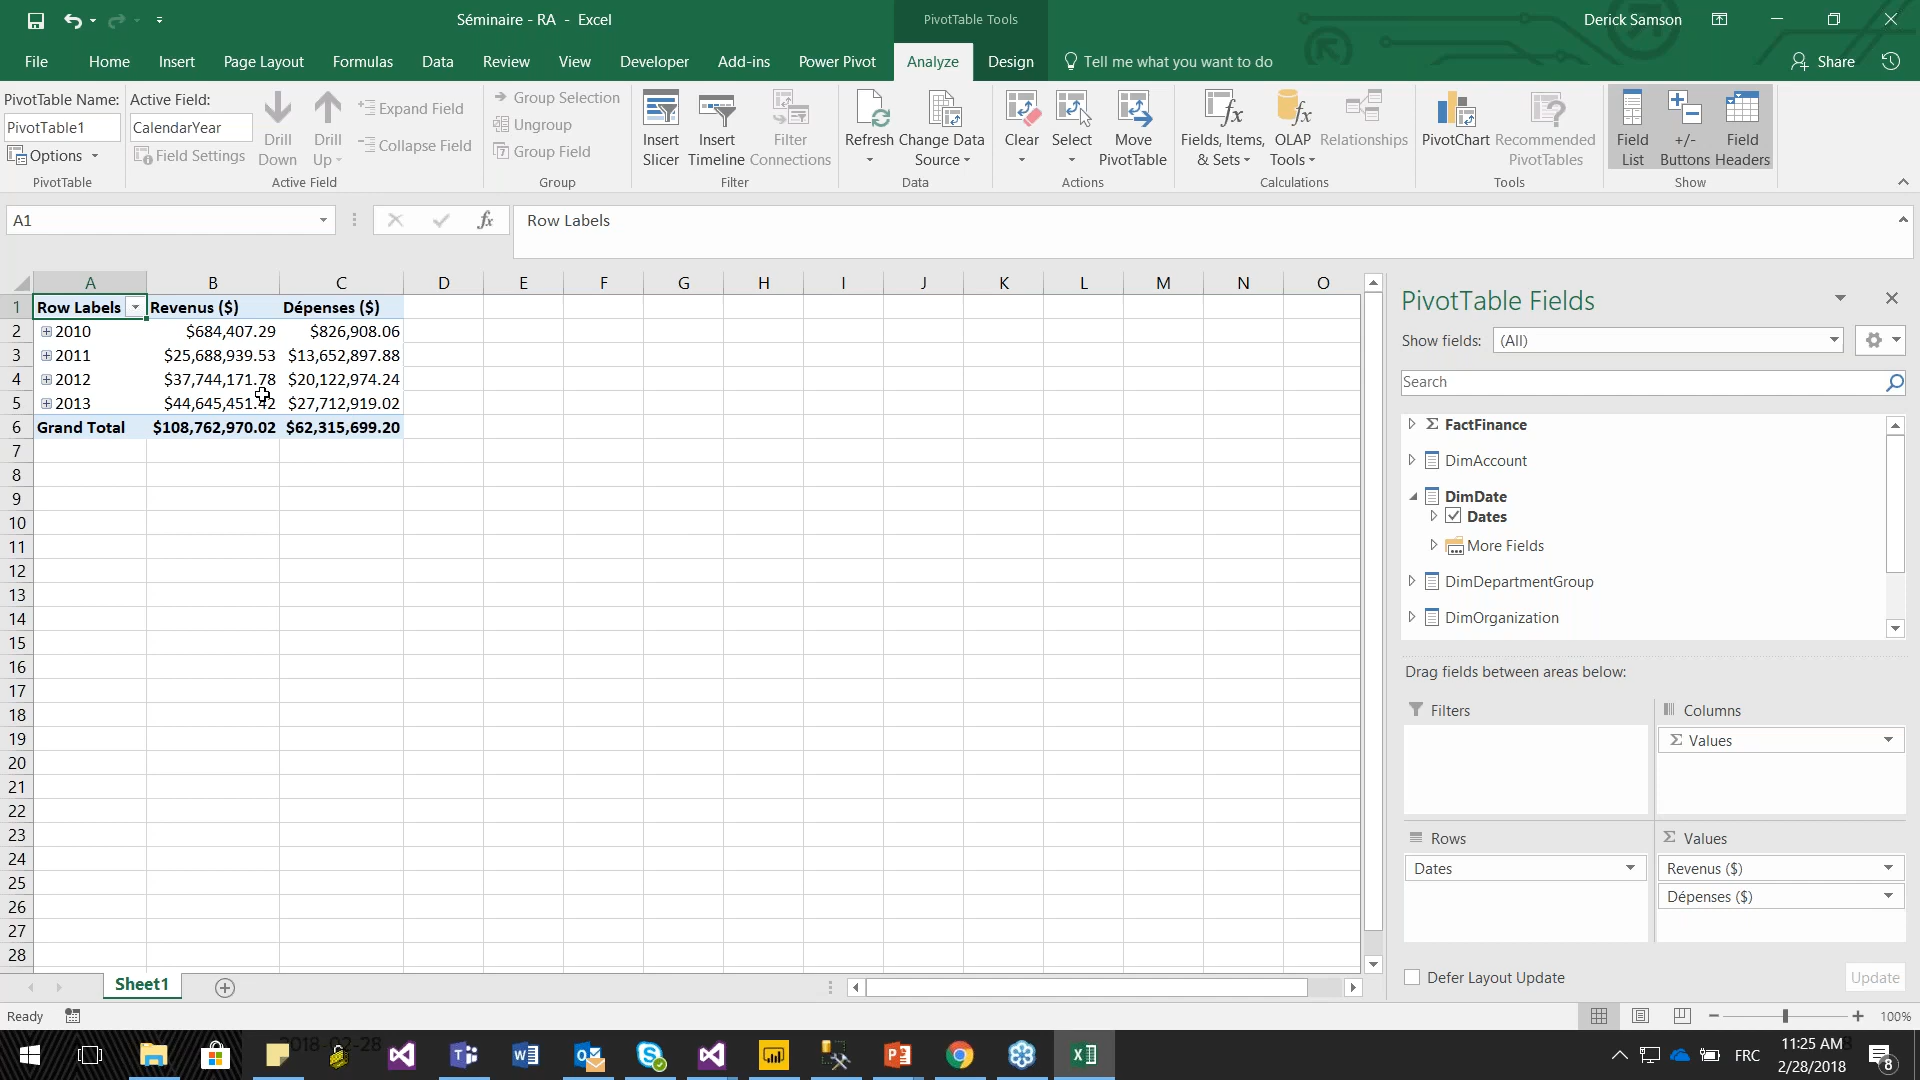 Séminaire - RA - Excel
PivotTable Tools
Derick Samson
File
Home
Insert
Page Layout
Formulas
Data
Review
View
Developer
Add-ins
Power Pivot
Analyze
Design
Tell me what you want to do
Share
PivotTable Name:
PivotTable1
Options
PivotTable
Active Field:
CalendarYear
Field Settings
Drill Down
Drill Up
Expand Field
Collapse Field
Active Field
Group Selection
Ungroup
Group Field
Group
Insert Slicer
Insert Timeline
Filter Connections
Filter
Refresh
Change Data Source
Data
Clear
Select
Move PivotTable
Actions
Fields, Items, & Sets
OLAP Tools
Relationships
Calculations
PivotChart
Recommended PivotTables
Tools
Field List
+/- Buttons
Field Headers
Show
A1
fx
Row Labels
A B C D E F G H I J K L M N O
1 Row Labels Revenus ($) Dépenses ($)
2 2010 $684,407.29 $826,908.06
3 2011 $25,688,939.53 $13,652,897.88
4 2012 $37,744,171.78 $20,122,974.24
5 2013 $44,645,451.42 $27,712,919.02
6 Grand Total $108,762,970.02 $62,315,699.20
7
8
9
10
11
12
13
14
15
16
17
18
19
20
21
22
23
24
25
26
27
28
PivotTable Fields
Show fields: (All)
Search
Σ FactFinance
DimAccount
DimDate
Dates
More Fields
DimDepartmentGroup
DimOrganization
Drag fields between areas below:
Filters
Columns
Σ Values
Rows
Dates
Σ Values
Revenus ($)
Dépenses ($)
Defer Layout Update
Update
Sheet1
Ready
100%
2018-02-28
FRC
11:25 AM
2/28/2018
8